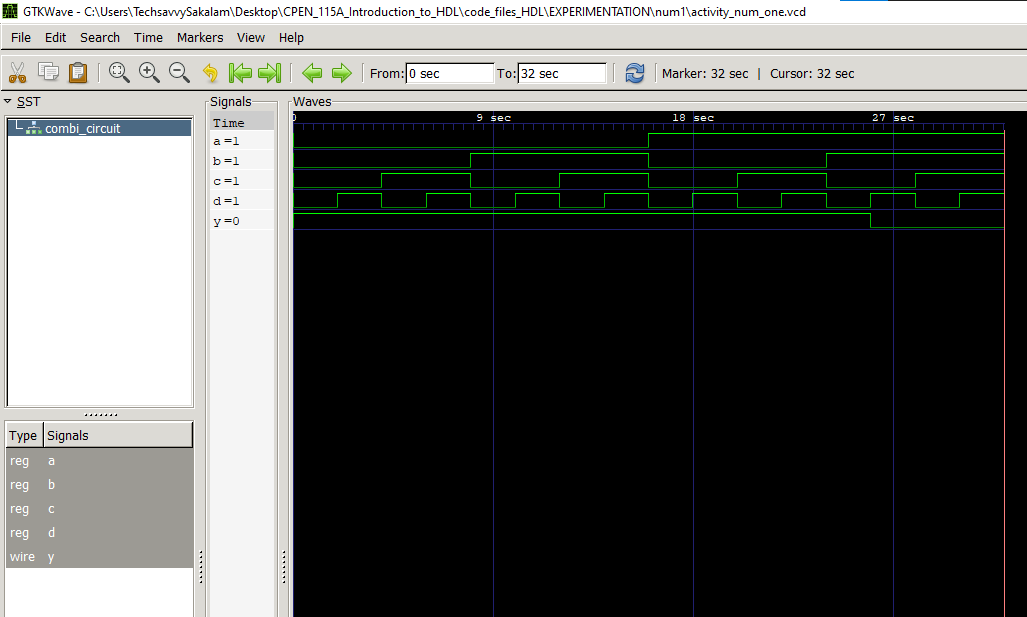 GTKWave - C:\Users\TechsavvySakalam\Desktop\CPEN_115A_Introduction_to_HDL\code_files_HDL\EXPERIMENTATION\num1\activity_num_one.vcd
File Edit Search Time Markers View Help
From: 0 sec To: 32 sec Marker: 32 sec | Cursor: 32 sec
SST
combi_circuit
Type Signals
reg a
reg b
reg c
reg d
wire y
Signals
Time
a =1
b =1
c =1
d =1
y =0
Waves
0 9 sec 18 sec 27 sec